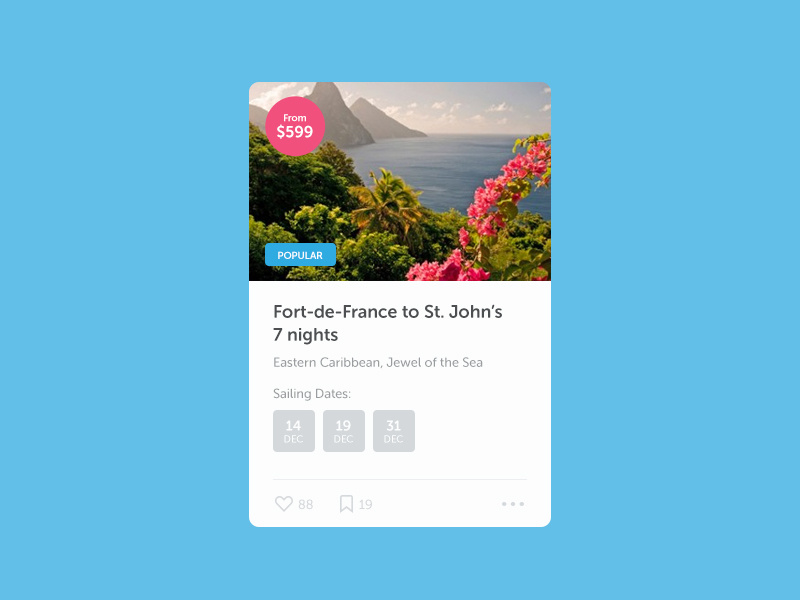 From
$599
POPULAR
Fort-de-France to St. John’s
7 nights
Eastern Caribbean, Jewel of the Sea
Sailing Dates:
14 19 31
DEC DEC DEC
88 19